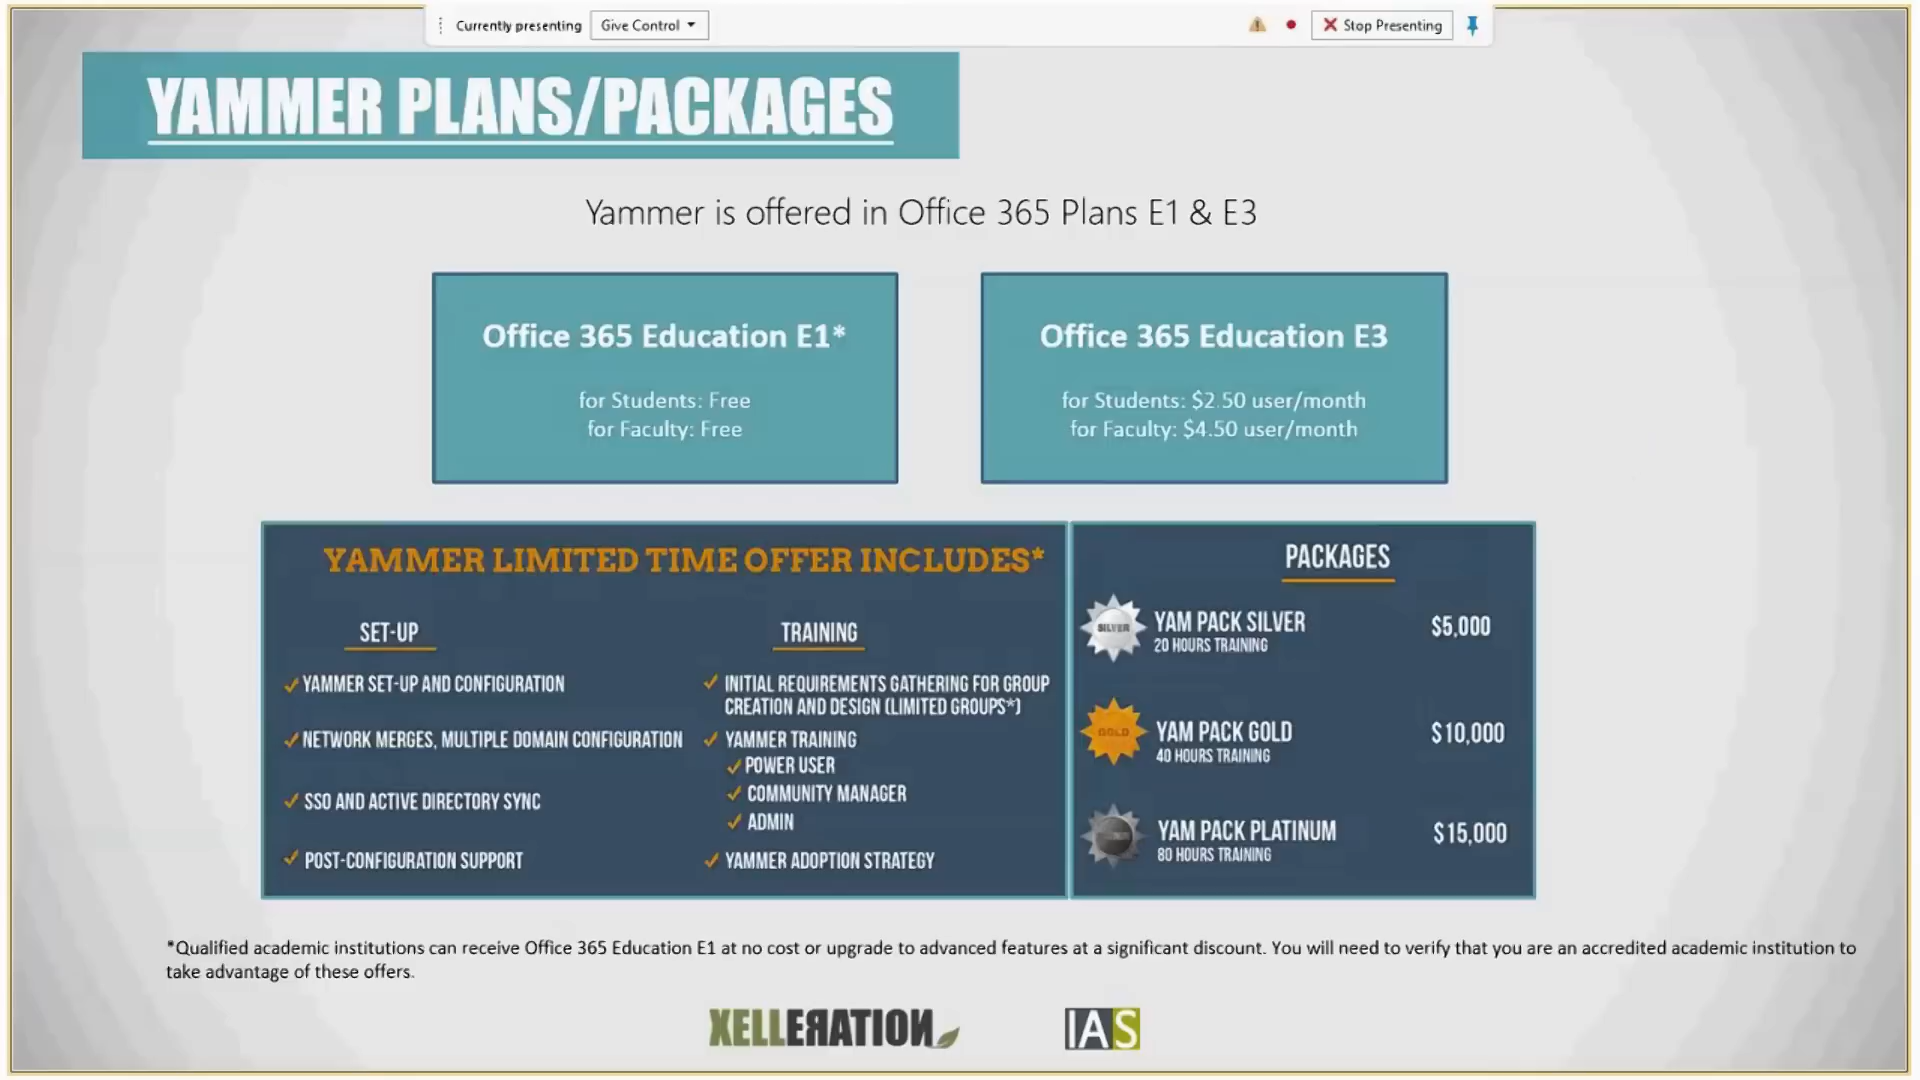 Currently presenting
Give Control
Stop Presenting
YAMMER PLANS/PACKAGES
Yammer is offered in Office 365 Plans E1 & E3
Office 365 Education E1*
for Students: Free
for Faculty: Free
Office 365 Education E3
for Students: $2.50 user/month
for Faculty: $4.50 user/month
YAMMER LIMITED TIME OFFER INCLUDES*
SET-UP
YAMMER SET-UP AND CONFIGURATION
NETWORK MERGES, MULTIPLE DOMAIN CONFIGURATION
SSO AND ACTIVE DIRECTORY SYNC
POST-CONFIGURATION SUPPORT
TRAINING
INITIAL REQUIREMENTS GATHERING FOR GROUP
CREATION AND DESIGN (LIMITED GROUPS*)
YAMMER TRAINING
POWER USER
COMMUNITY MANAGER
ADMIN
YAMMER ADOPTION STRATEGY
PACKAGES
SILVER
YAM PACK SILVER $5,000
20 HOURS TRAINING
GOLD
YAM PACK GOLD $10,000
40 HOURS TRAINING
YAM PACK PLATINUM $15,000
80 HOURS TRAINING
*Qualified academic institutions can receive Office 365 Education E1 at no cost or upgrade to advanced features at a significant discount. You will need to verify that you are an accredited academic institution to
take advantage of these offers.
XELLERATION
IAS